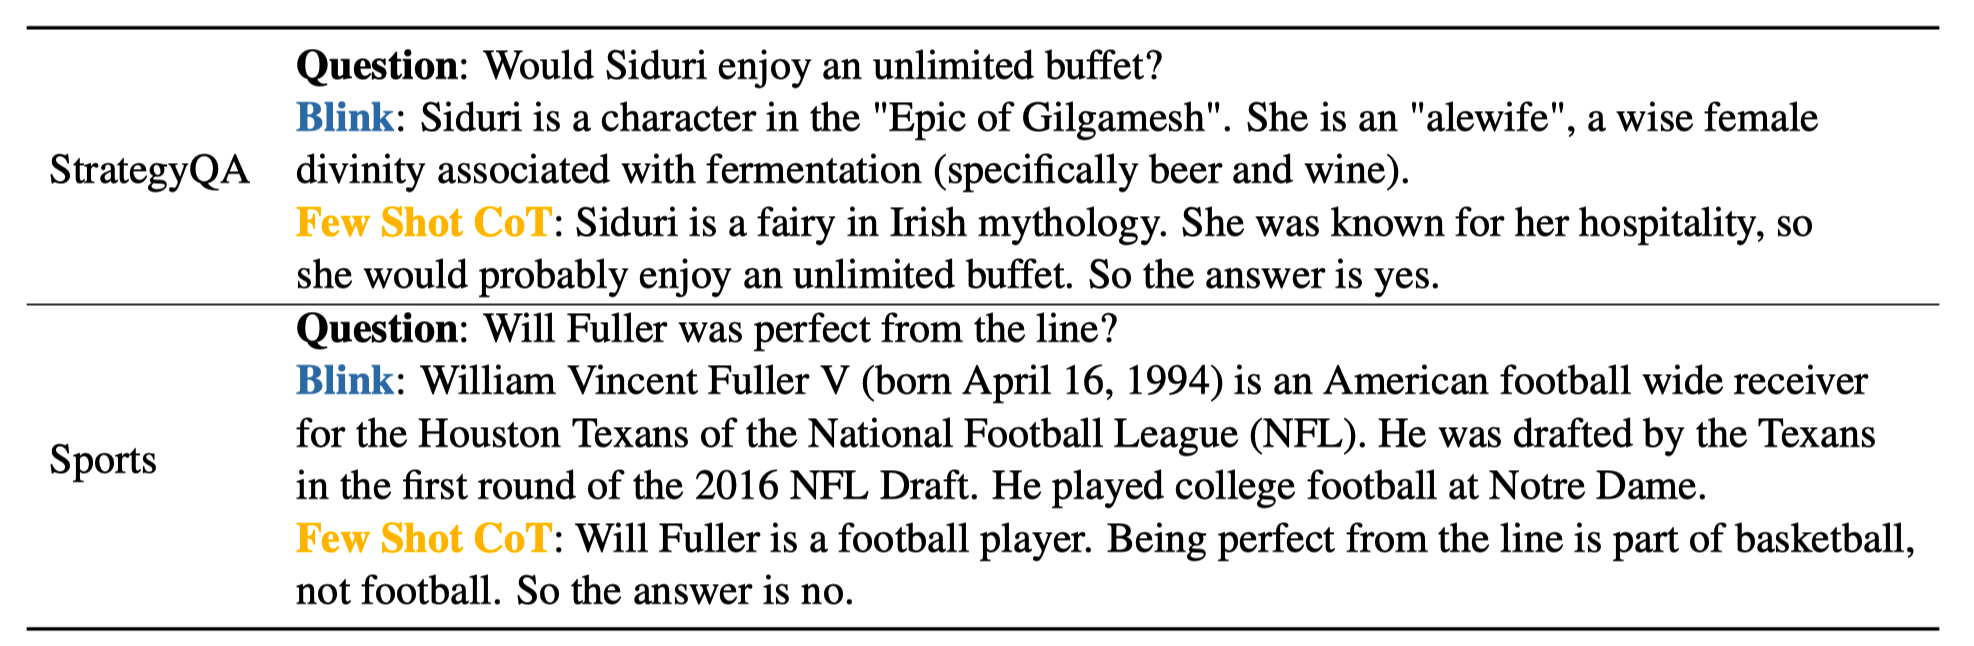 Question: Would Siduri enjoy an unlimited buffet?
Blink: Siduri is a character in the "Epic of Gilgamesh". She is an "alewife", a wise female
StrategyQA divinity associated with fermentation (specifically beer and wine).
Few Shot CoT: Siduri is a fairy in Irish mythology. She was known for her hospitality, so
she would probably enjoy an unlimited buffet. So the answer is yes.
Question: Will Fuller was perfect from the line?
Blink: William Vincent Fuller V (born April 16, 1994) is an American football wide receiver
for the Houston Texans of the National Football League (NFL). He was drafted by the Texans
Sports
in the first round of the 2016 NFL Draft. He played college football at Notre Dame.
Few Shot CoT: Will Fuller is a football player. Being perfect from the line is part of basketball,
not football. So the answer is no.